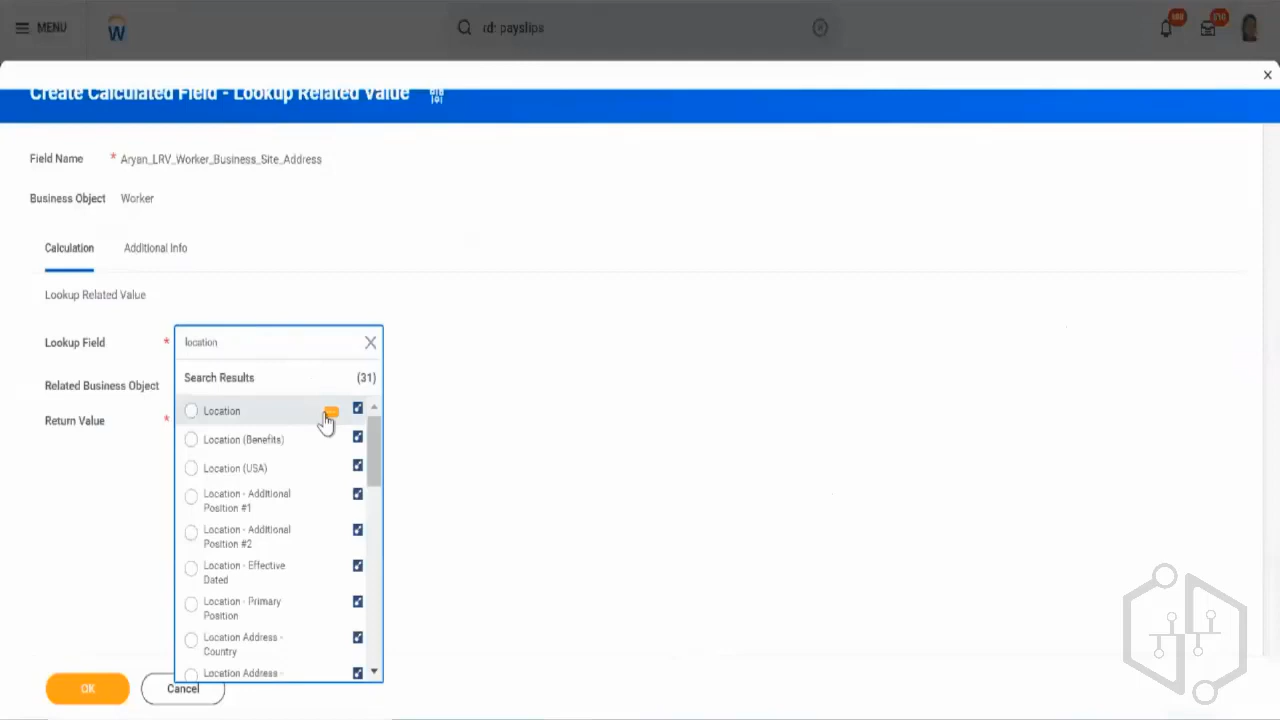 MENU
rd: payslips
Create Calculated Field - Lookup Related Value
Field Name * Aryan_LRV_Worker_Business_Site_Address
Business Object Worker
Calculation Additional Info
Lookup Related Value
Lookup Field * location
Search Results (31)
Related Business Object
Return Value *
Location
Location (Benefits)
Location (USA)
Location - Additional
Position #1
Location - Additional
Position #2
Location - Effective
Dated
Location - Primary
Position
Location Address -
Country
Location Address -
OK Cancel